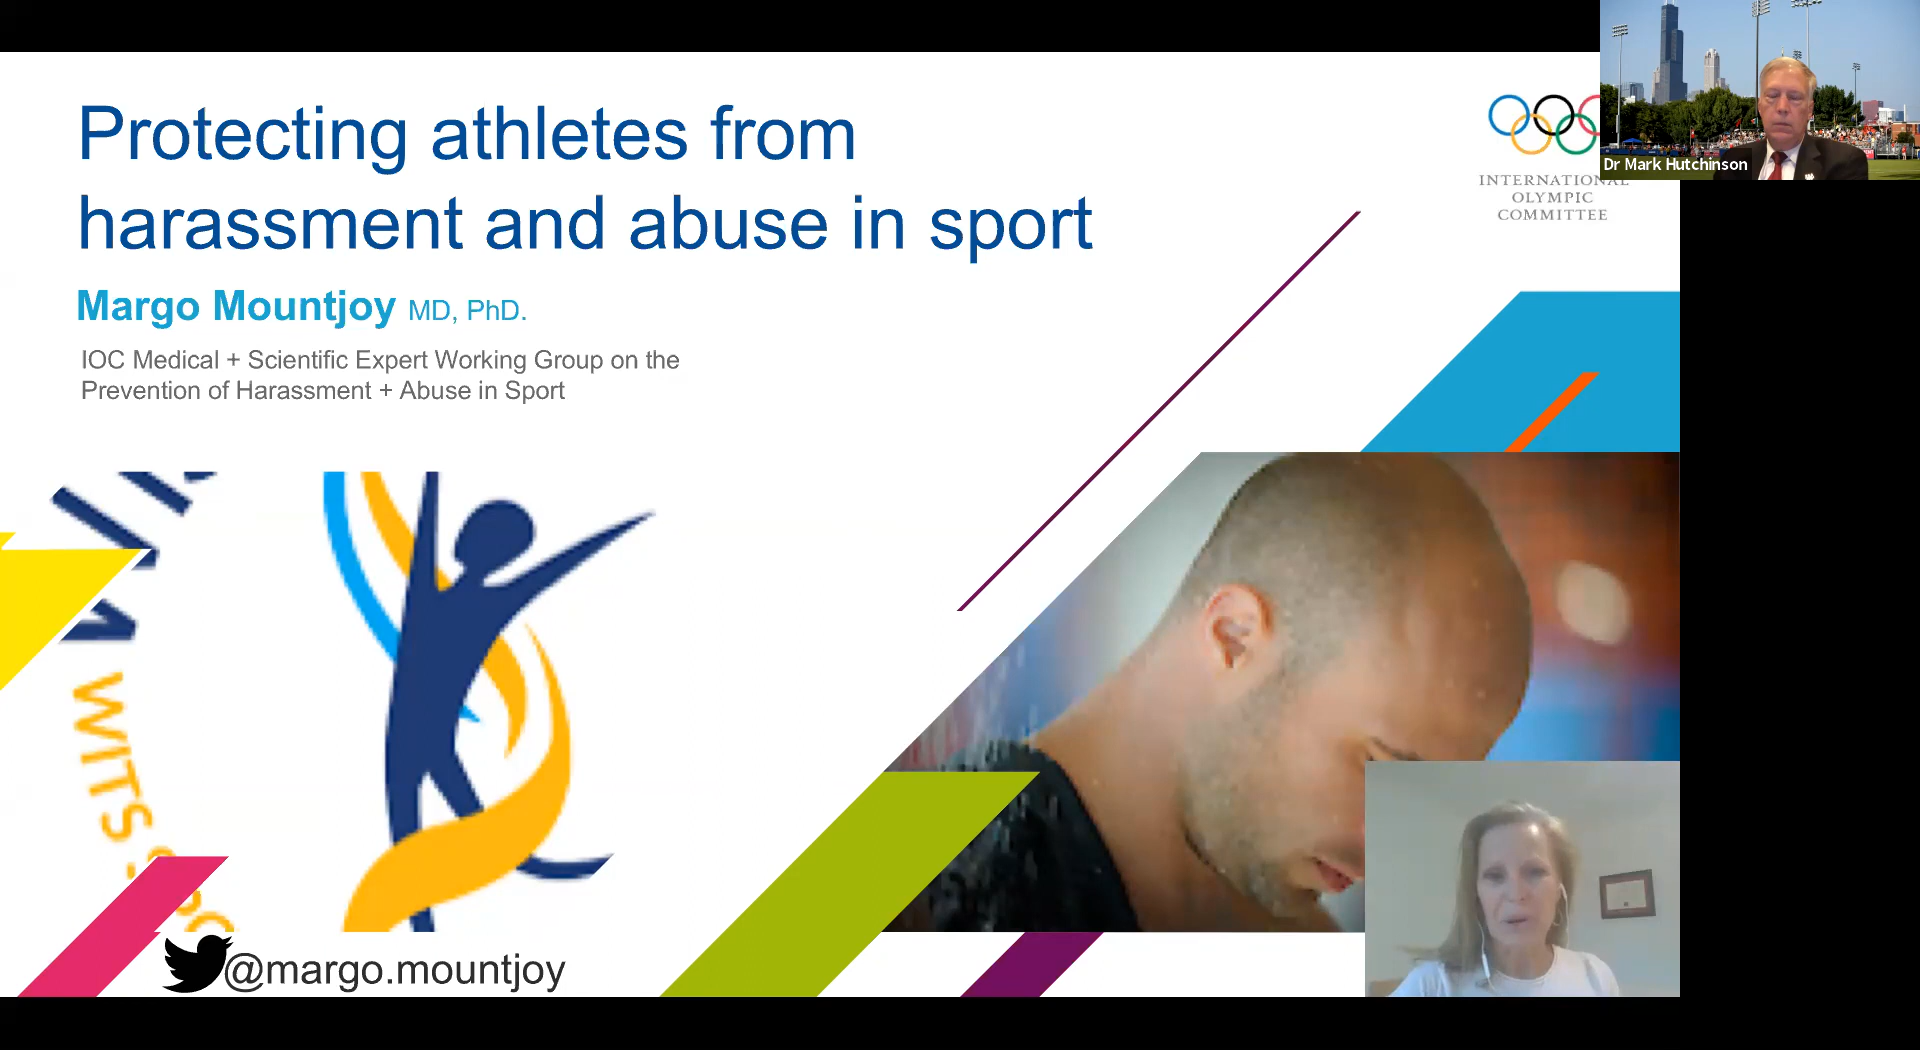 Protecting athletes from
harassment and abuse in sport
Margo Mountjoy MD, PhD.
IOC Medical + Scientific Expert Working Group on the
Prevention of Harassment + Abuse in Sport
INTERNATIONAL
OLYMPIC
COMMITTEE
Dr Mark Hutchinson
WITS
@margo.mountjoy